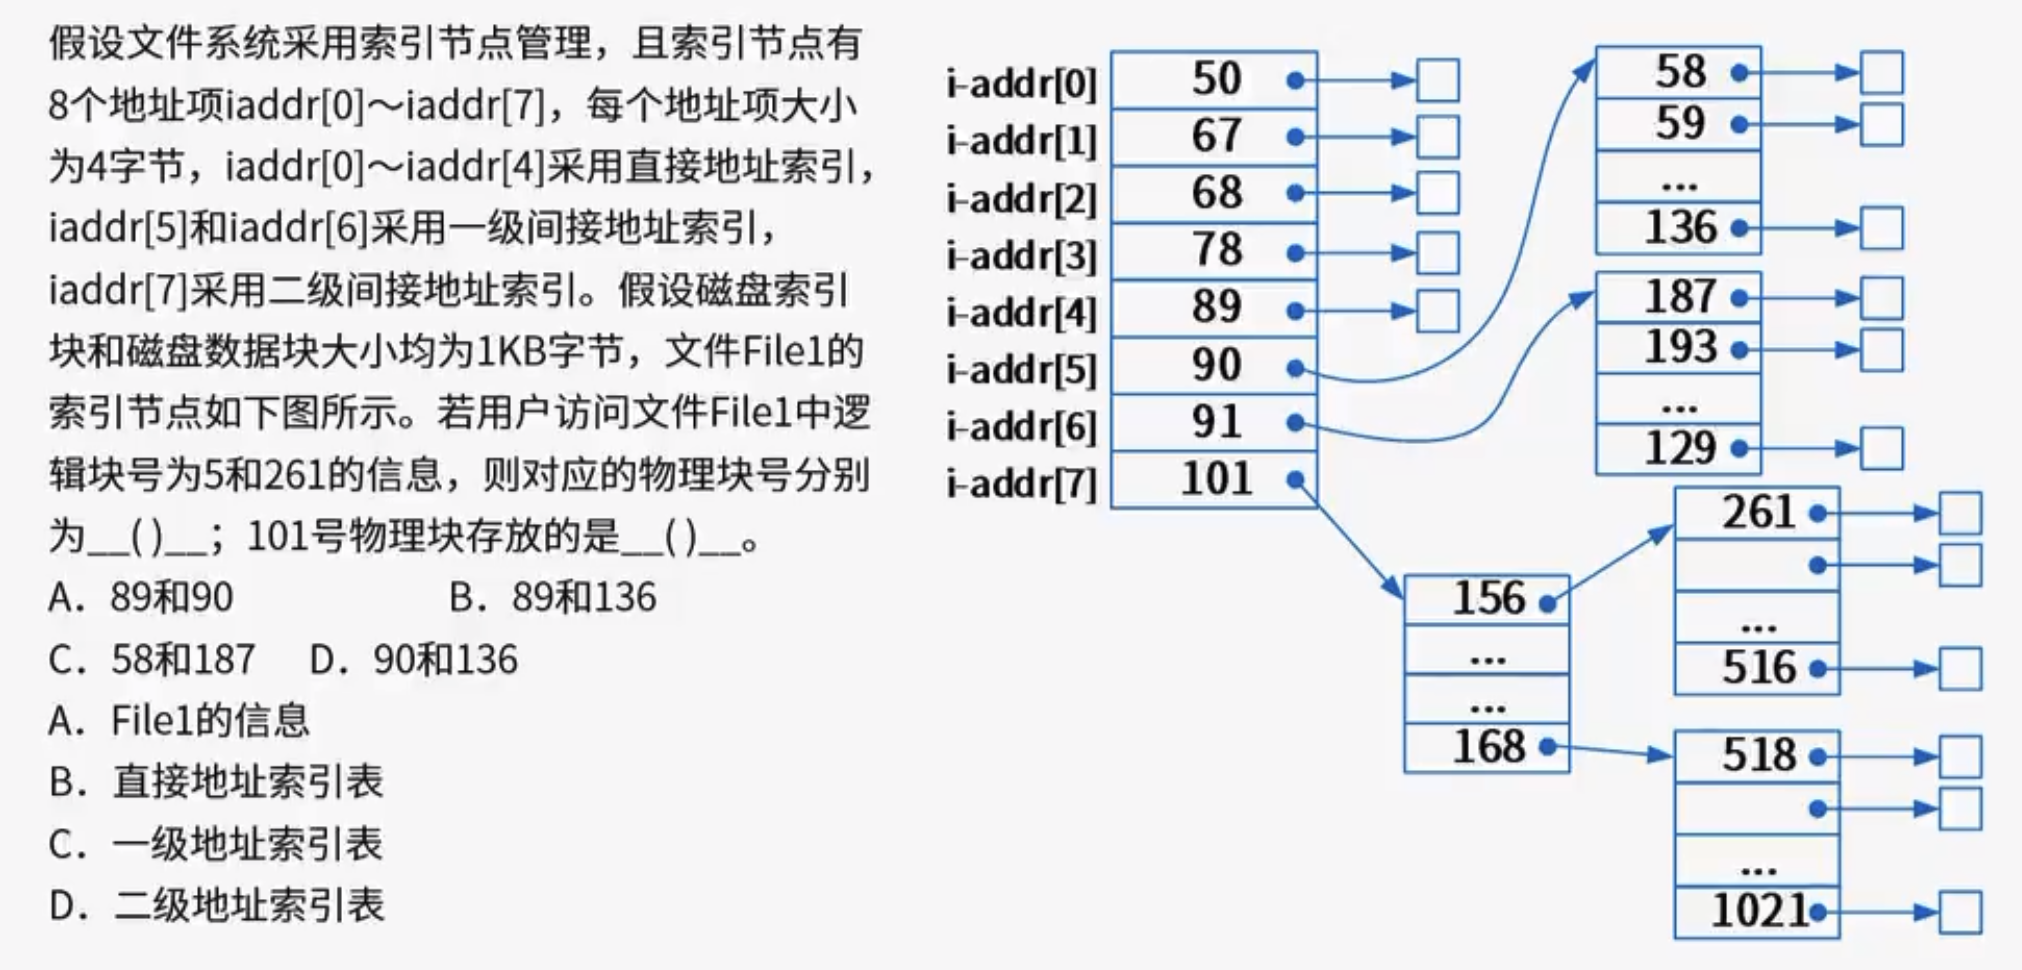 假设文件系统采用索引节点管理，且索引节点有
8个地址项iaddr[0]～iaddr[7]，每个地址项大小
为4字节，iaddr[0]～iaddr[4]采用直接地址索引，
iaddr[5]和iaddr[6]采用一级间接地址索引，
iaddr[7]采用二级间接地址索引。假设磁盘索引
块和磁盘数据块大小均为1KB字节，文件File1的
索引节点如下图所示。若用户访问文件File1中逻
辑块号为5和261的信息，则对应的物理块号分别
为__( )__；101号物理块存放的是__( )__。
A．89和90 B．89和136
C．58和187 D．90和136
A．File1的信息
B．直接地址索引表
C．一级地址索引表
D．二级地址索引表
i-addr[0] 50
i-addr[1] 67
i-addr[2] 68
i-addr[3] 78
i-addr[4] 89
i-addr[5] 90
i-addr[6] 91
i-addr[7] 101
58
59
...
136
187
193
...
129
156
...
...
168
261
...
516
518
...
1021